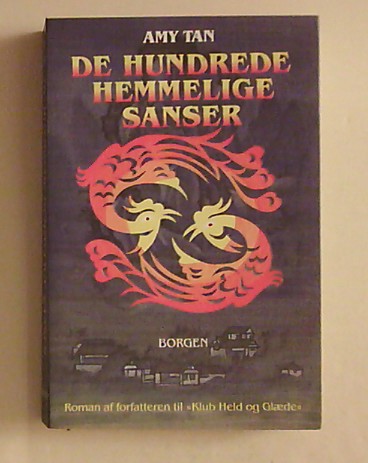 AMY TAN
DE HUNDREDE
HEMMELIGE
SANSER
BORGEN
Roman af forfatteren til »Klub Held og Glæde«